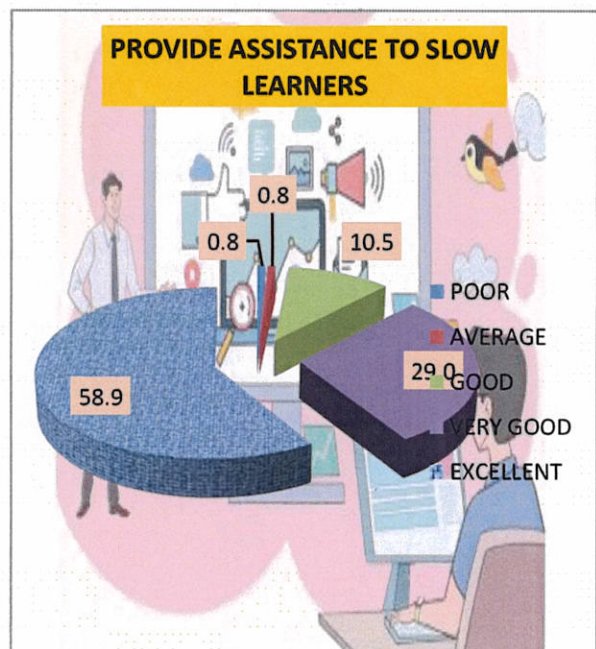 PROVIDE ASSISTANCE TO SLOW
LEARNERS
0.8
0.8
10.5
POOR
AVERAGE
29.0
GOOD
58.9
VERY GOOD
EXCELLENT